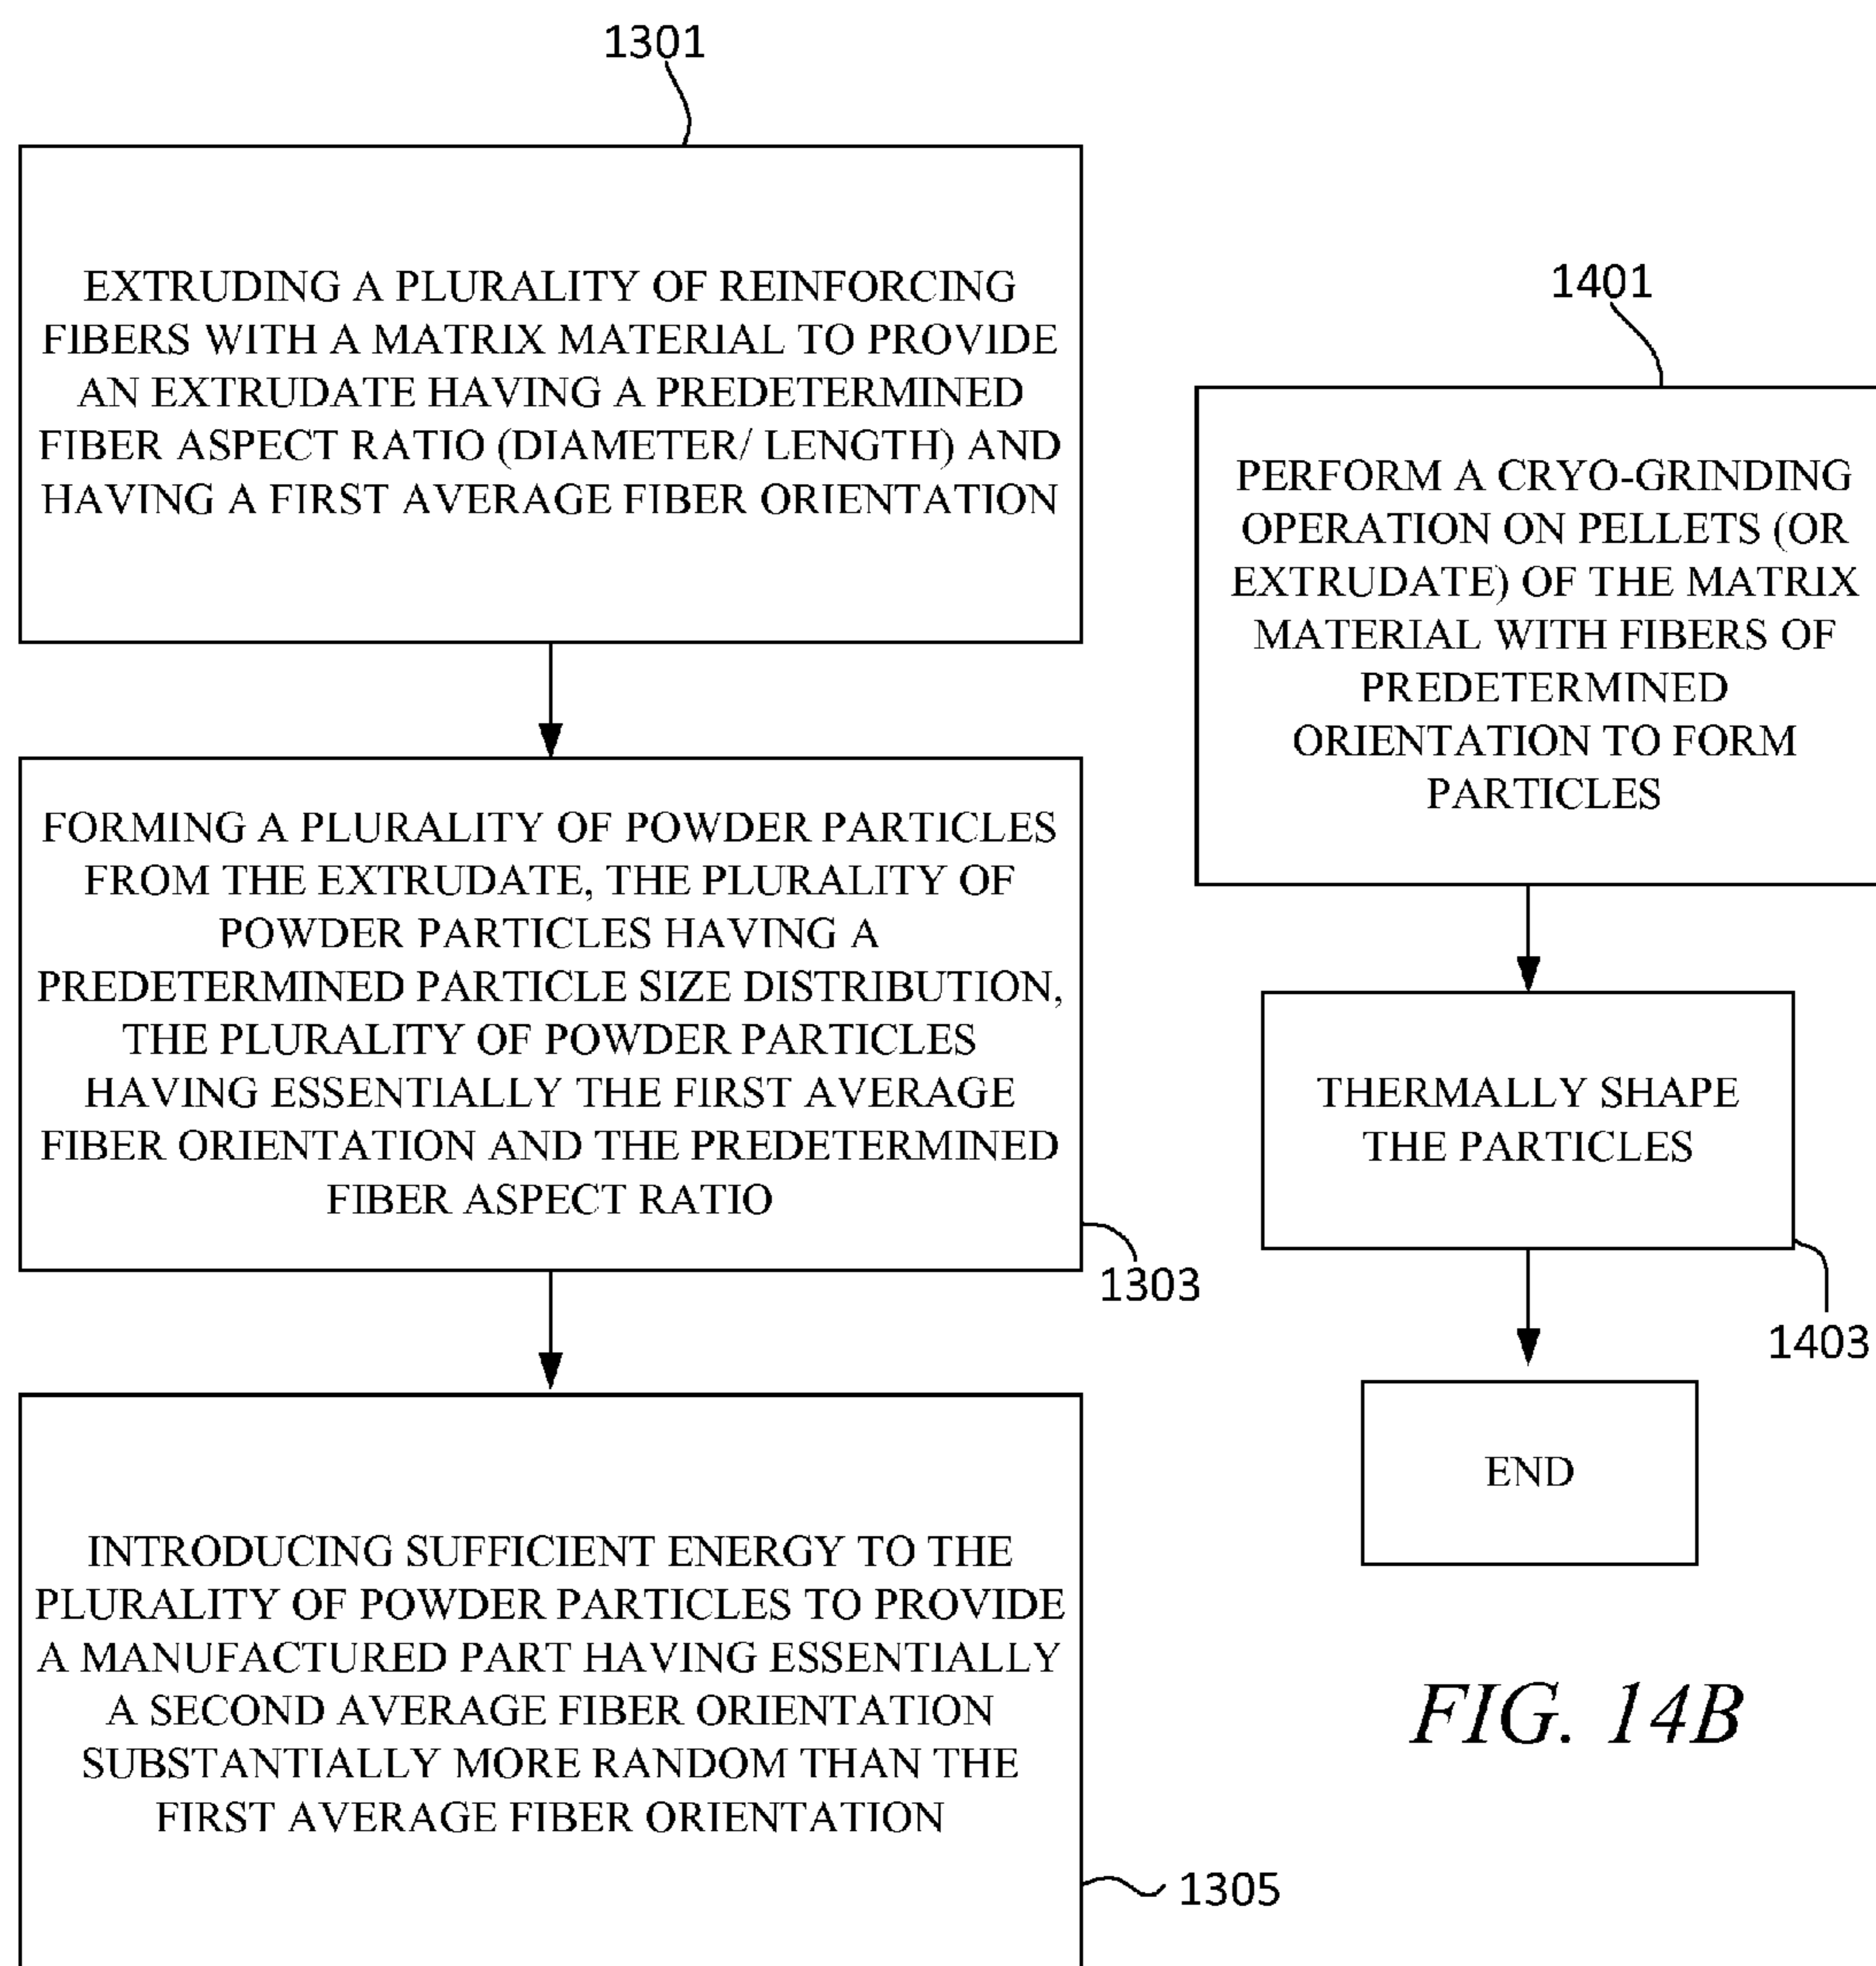 1301
EXTRUDING A PLURALITY OF REINFORCING
FIBERS WITH A MATRIX MATERIAL TO PROVIDE
AN EXTRUDATE HAVING A PREDETERMINED
FIBER ASPECT RATIO (DIAMETER/ LENGTH) AND
HAVING A FIRST AVERAGE FIBER ORIENTATION
FORMING A PLURALITY OF POWDER PARTICLES
FROM THE EXTRUDATE, THE PLURALITY OF
POWDER PARTICLES HAVING A
PREDETERMINED PARTICLE SIZE DISTRIBUTION,
THE PLURALITY OF POWDER PARTICLES
HAVING ESSENTIALLY THE FIRST AVERAGE
FIBER ORIENTATION AND THE PREDETERMINED
FIBER ASPECT RATIO
1303
INTRODUCING SUFFICIENT ENERGY TO THE
PLURALITY OF POWDER PARTICLES TO PROVIDE
A MANUFACTURED PART HAVING ESSENTIALLY
A SECOND AVERAGE FIBER ORIENTATION
SUBSTANTIALLY MORE RANDOM THAN THE
FIRST AVERAGE FIBER ORIENTATION
1305
1401
PERFORM A CRYO-GRINDING
OPERATION ON PELLETS (OR
EXTRUDATE) OF THE MATRIX
MATERIAL WITH FIBERS OF
PREDETERMINED
ORIENTATION TO FORM
PARTICLES
THERMALLY SHAPE
THE PARTICLES
1403
END
FIG. 14B